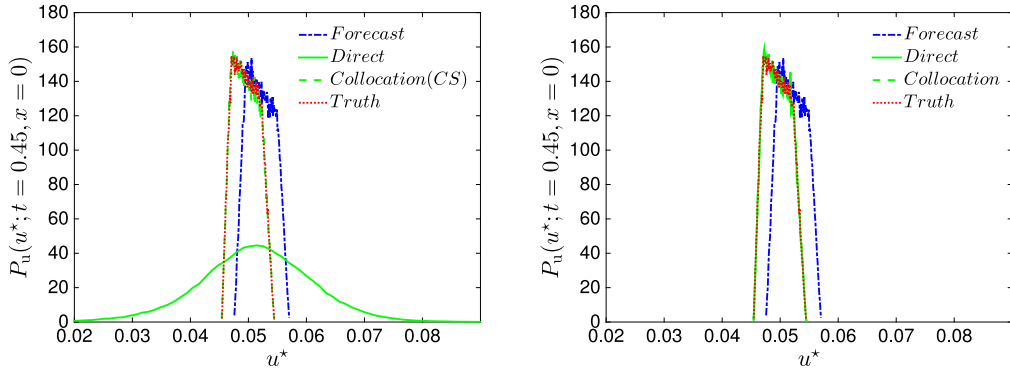 180
160
140
120
100
80
60
40
20
0
0.02 0.03 0.04 0.05 0.06 0.07 0.08
u*
P_u(u*; t = 0.45, x = 0)
Forecast
Direct
Collocation(CS)
Truth
180
160
140
120
100
80
60
40
20
0
0.02 0.03 0.04 0.05 0.06 0.07 0.08
u*
P_u(u*; t = 0.45, x = 0)
Forecast
Direct
Collocation
Truth